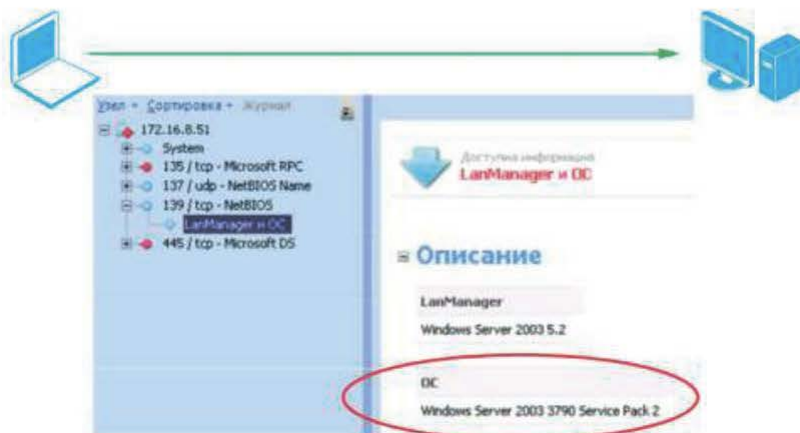 Узел Сортировка Журнал
172.16.8.51
System
135 / tcp - Microsoft RPC
137 / udp - NetBIOS Name
139 / tcp - NetBIOS
LanManager и ОС
445 / tcp - Microsoft DS
Доступна информация
LanManager и ОС
Описание
LanManager
Windows Server 2003 5.2
ОС
Windows Server 2003 3790 Service Pack 2